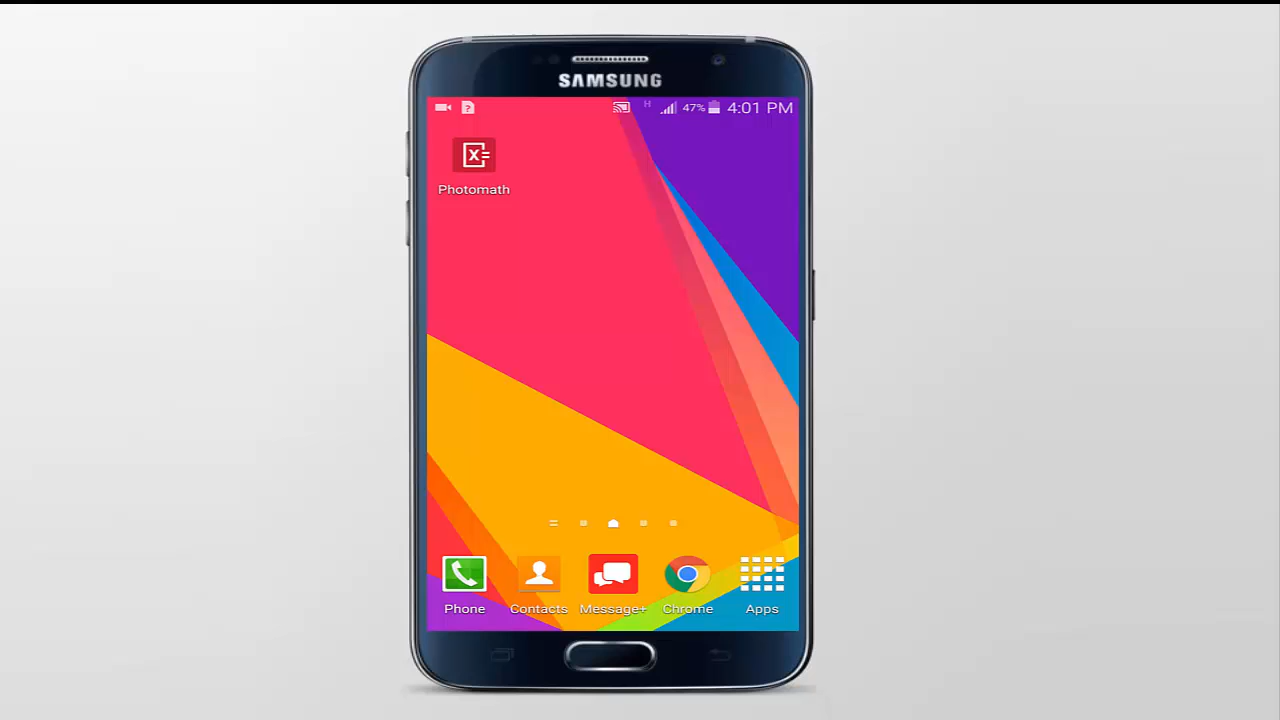 SAMSUNG
? H 47% 4:01 PM
X=
Photomath
Phone Contacts Message+ Chrome Apps